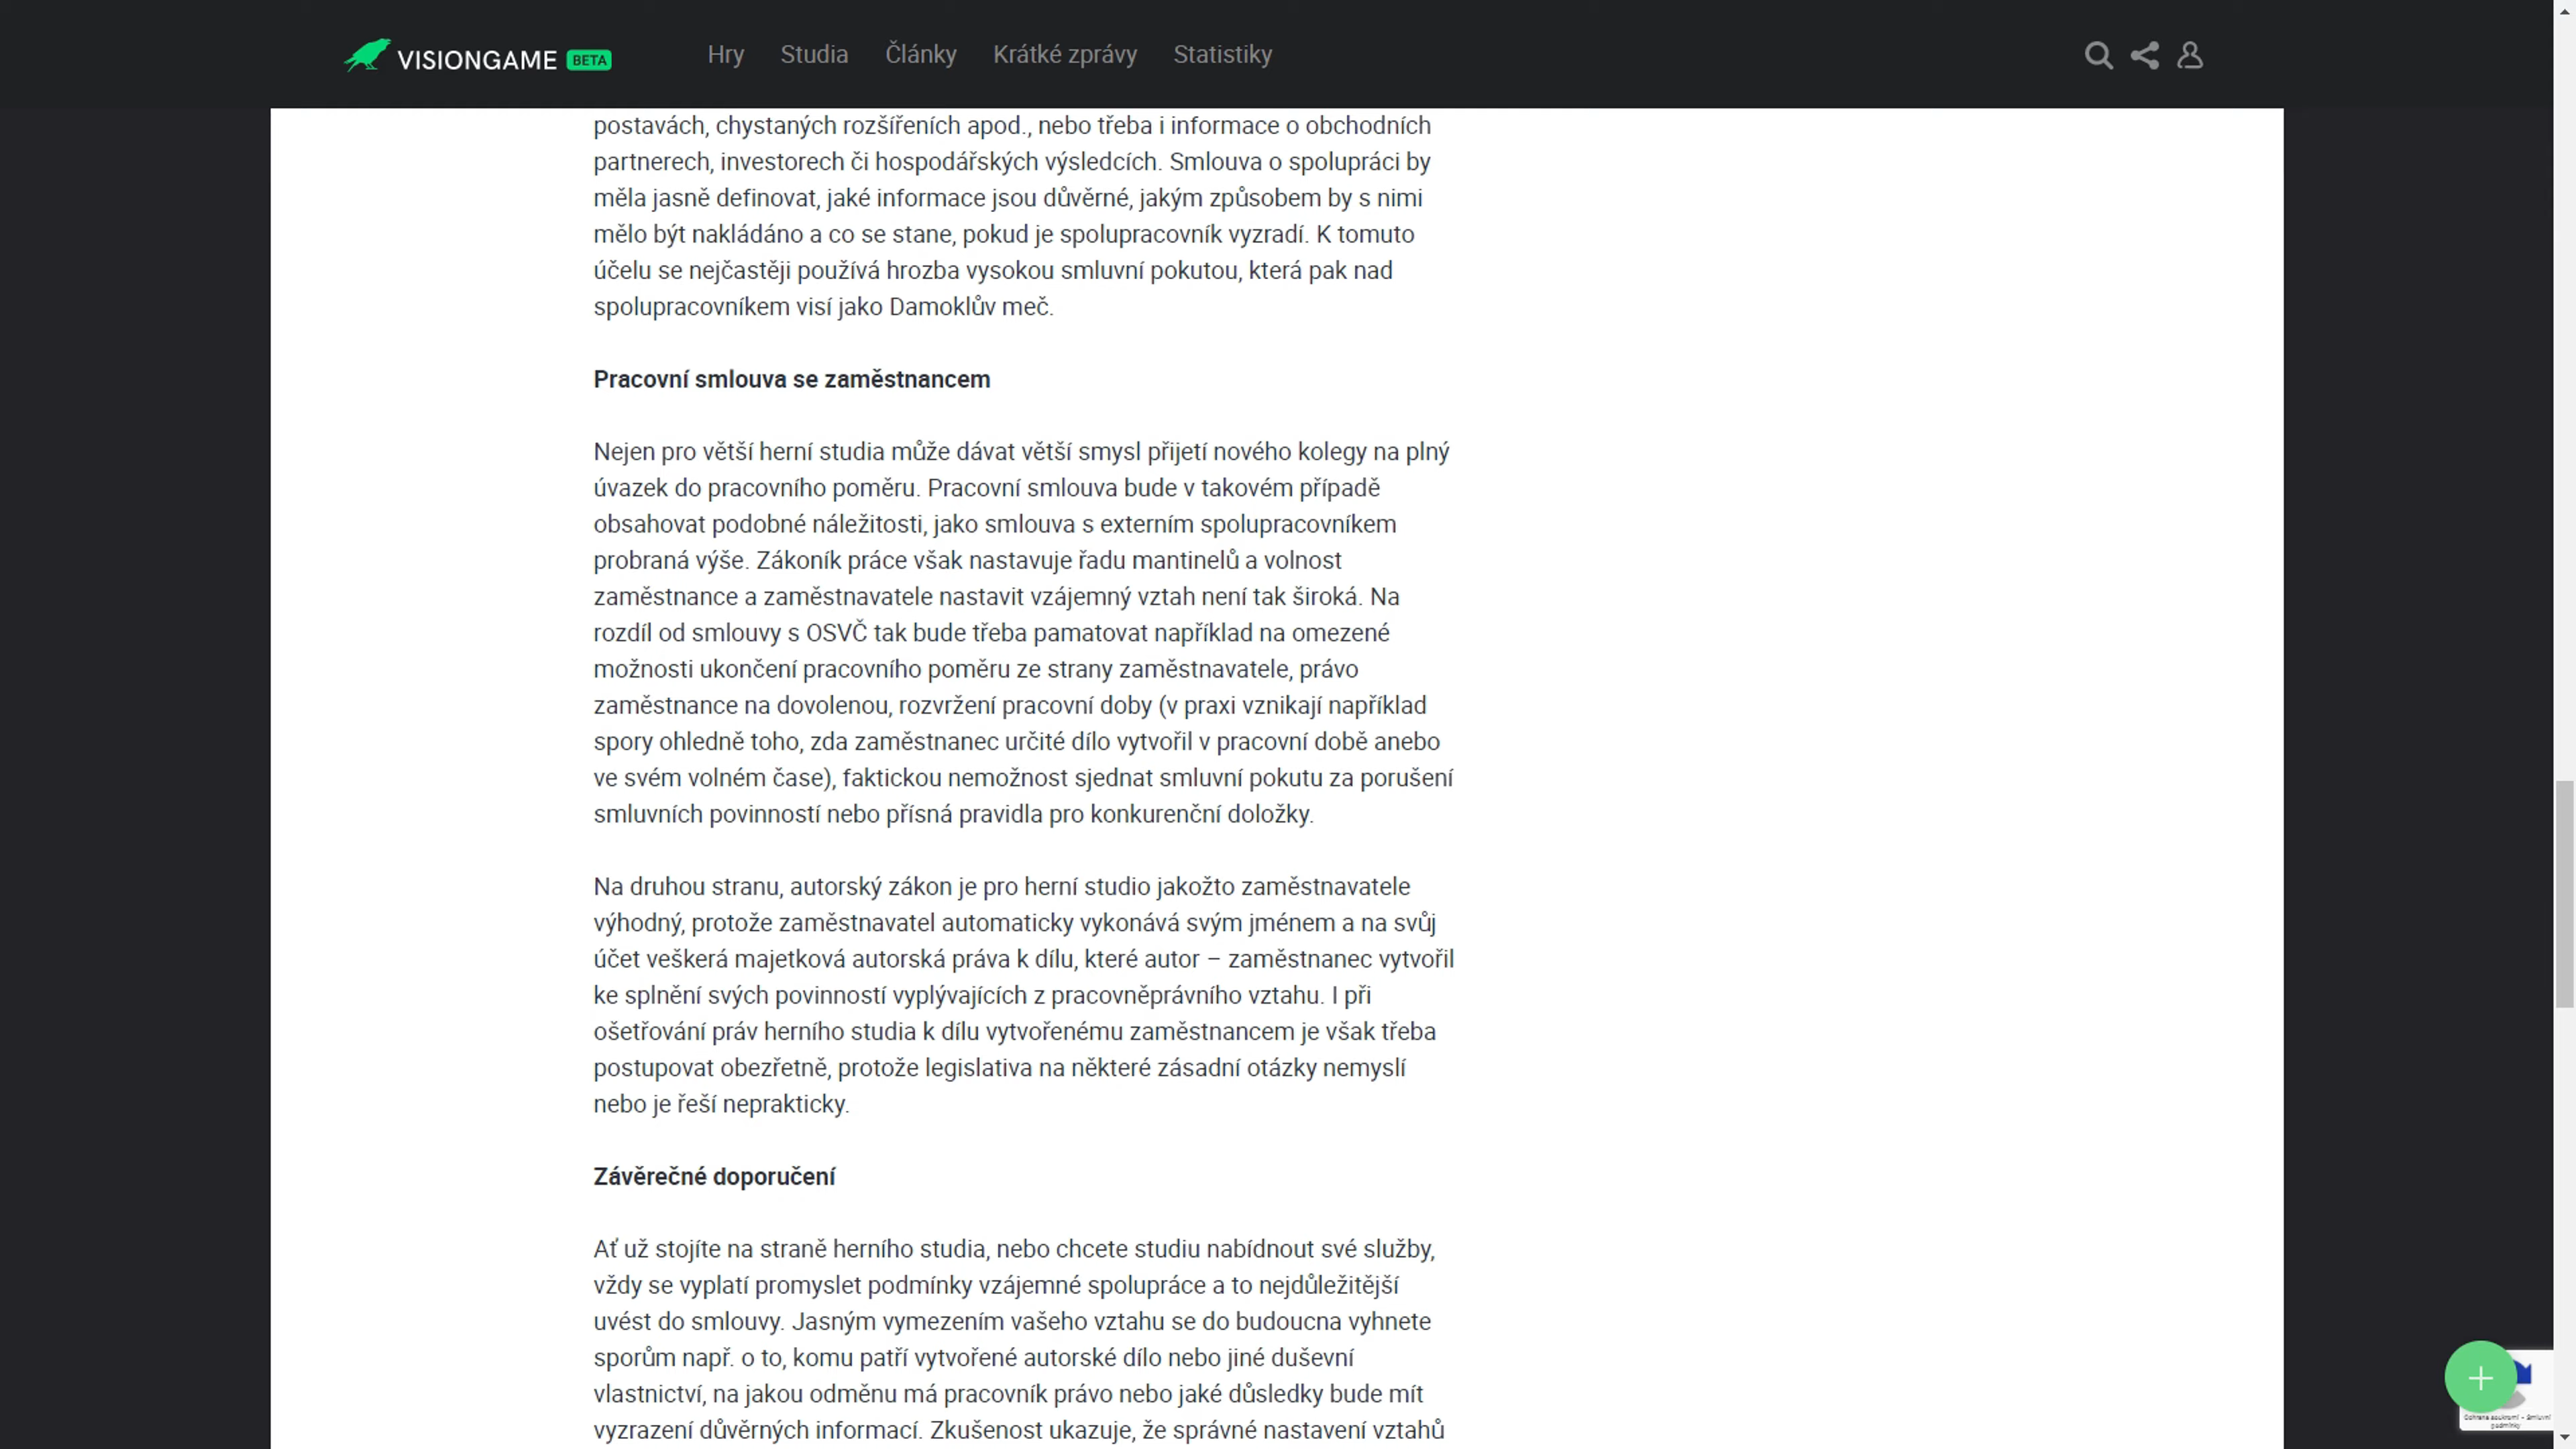 VISIONGAME BETA
Hry Studia Články Krátké zprávy Statistiky
postavách, chystaných rozšířeních apod., nebo třeba i informace o obchodních
partnerech, investorech či hospodářských výsledcích. Smlouva o spolupráci by
měla jasně definovat, jaké informace jsou důvěrné, jakým způsobem by s nimi
mělo být nakládáno a co se stane, pokud je spolupracovník vyzradí. K tomuto
účelu se nejčastěji používá hrozba vysokou smluvní pokutou, která pak nad
spolupracovníkem visí jako Damoklův meč.
Pracovní smlouva se zaměstnancem
Nejen pro větší herní studia může dávat větší smysl přijetí nového kolegy na plný
úvazek do pracovního poměru. Pracovní smlouva bude v takovém případě
obsahovat podobné náležitosti, jako smlouva s externím spolupracovníkem
probraná výše. Zákoník práce však nastavuje řadu mantinelů a volnost
zaměstnance a zaměstnavatele nastavit vzájemný vztah není tak široká. Na
rozdíl od smlouvy s OSVČ tak bude třeba pamatovat například na omezené
možnosti ukončení pracovního poměru ze strany zaměstnavatele, právo
zaměstnance na dovolenou, rozvržení pracovní doby (v praxi vznikají například
spory ohledně toho, zda zaměstnanec určité dílo vytvořil v pracovní době anebo
ve svém volném čase), faktickou nemožnost sjednat smluvní pokutu za porušení
smluvních povinností nebo přísná pravidla pro konkurenční doložky.
Na druhou stranu, autorský zákon je pro herní studio jakožto zaměstnavatele
výhodný, protože zaměstnavatel automaticky vykonává svým jménem a na svůj
účet veškerá majetková autorská práva k dílu, které autor – zaměstnanec vytvořil
ke splnění svých povinností vyplývajících z pracovněprávního vztahu. I při
ošetřování práv herního studia k dílu vytvořenému zaměstnancem je však třeba
postupovat obezřetně, protože legislativa na některé zásadní otázky nemyslí
nebo je řeší neprakticky.
Závěrečné doporučení
Ať už stojíte na straně herního studia, nebo chcete studiu nabídnout své služby,
vždy se vyplatí promyslet podmínky vzájemné spolupráce a to nejdůležitější
uvést do smlouvy. Jasným vymezením vašeho vztahu se do budoucna vyhnete
sporům např. o to, komu patří vytvořené autorské dílo nebo jiné duševní
vlastnictví, na jakou odměnu má pracovník právo nebo jaké důsledky bude mít
vyzrazení důvěrných informací. Zkušenost ukazuje, že správné nastavení vztahů
Ochrana soukromí - Smluvní
podmínky